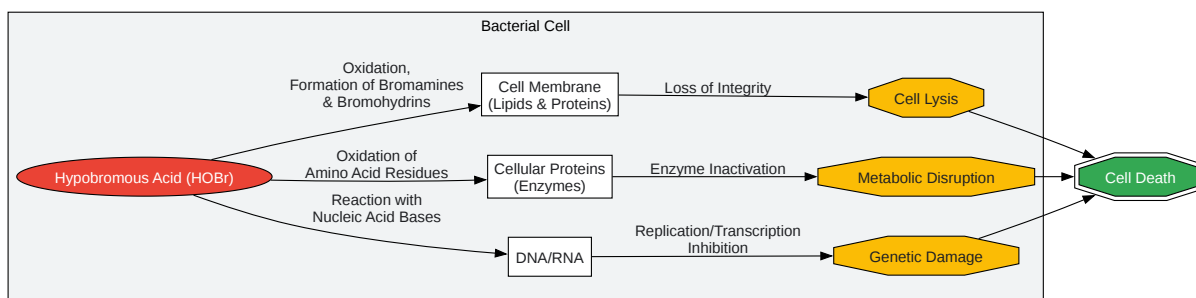 Bacterial Cell
Oxidation,
Formation of Bromamines
& Bromohydrins
Cell Membrane
(Lipids & Proteins)
Loss of Integrity
Cell Lysis
Hypobromous Acid (HOBr)
Oxidation of
Amino Acid Residues
Cellular Proteins
(Enzymes)
Enzyme Inactivation
Metabolic Disruption
Cell Death
Reaction with
Nucleic Acid Bases
DNA/RNA
Replication/Transcription
Inhibition
Genetic Damage